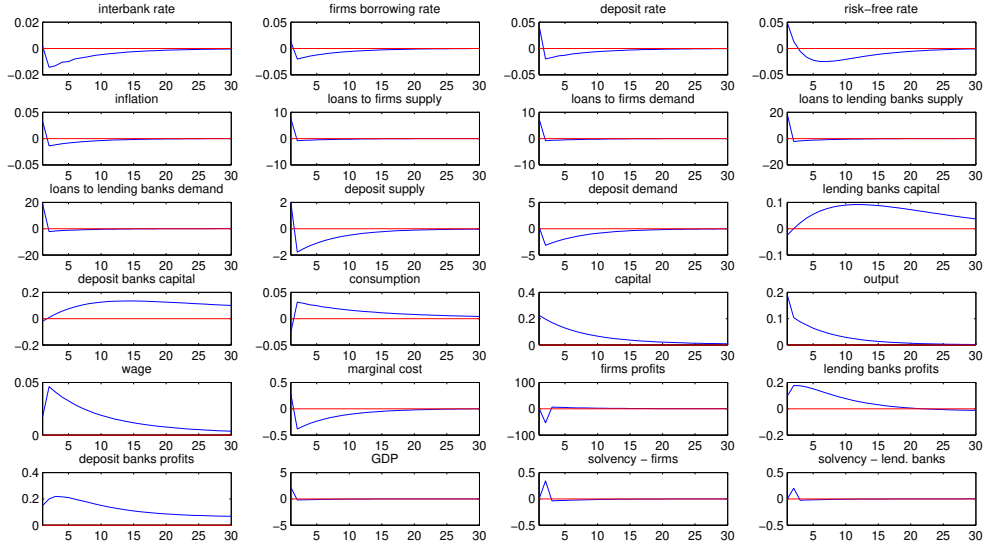 interbank rate firms borrowing rate deposit rate risk−free rate
0.02 0.05 0.05 0.05
0 0 0 0
−0.02 −0.05 −0.05 −0.05
5 10 15 20 25 30 5 10 15 20 25 30 5 10 15 20 25 30 5 10 15 20 25 30
inflation loans to firms supply loans to firms demand loans to lending banks supply
0.05 10 10 20
0 0 0 0
−0.05 −10 −10 −20
5 10 15 20 25 30 5 10 15 20 25 30 5 10 15 20 25 30 5 10 15 20 25 30
loans to lending banks demand deposit supply deposit demand lending banks capital
20 2 5 0.1
0 0 0 0
−20 −2 −5 −0.1
5 10 15 20 25 30 5 10 15 20 25 30 5 10 15 20 25 30 5 10 15 20 25 30
deposit banks capital consumption capital output
0.2 0.05 0.4 0.2
0 0 0.2 0.1
−0.2 −0.05 0 0
5 10 15 20 25 30 5 10 15 20 25 30 5 10 15 20 25 30 5 10 15 20 25 30
wage marginal cost firms profits lending banks profits
0.05 0.5 100 0.2
0 0 0
0 −0.5 −100 −0.2
5 10 15 20 25 30 5 10 15 20 25 30 5 10 15 20 25 30 5 10 15 20 25 30
deposit banks profits GDP solvency − firms solvency − lend. banks
0.4 5 0.5 0.5
0.2 0 0 0
0 −5 −0.5 −0.5
5 10 15 20 25 30 5 10 15 20 25 30 5 10 15 20 25 30 5 10 15 20 25 30